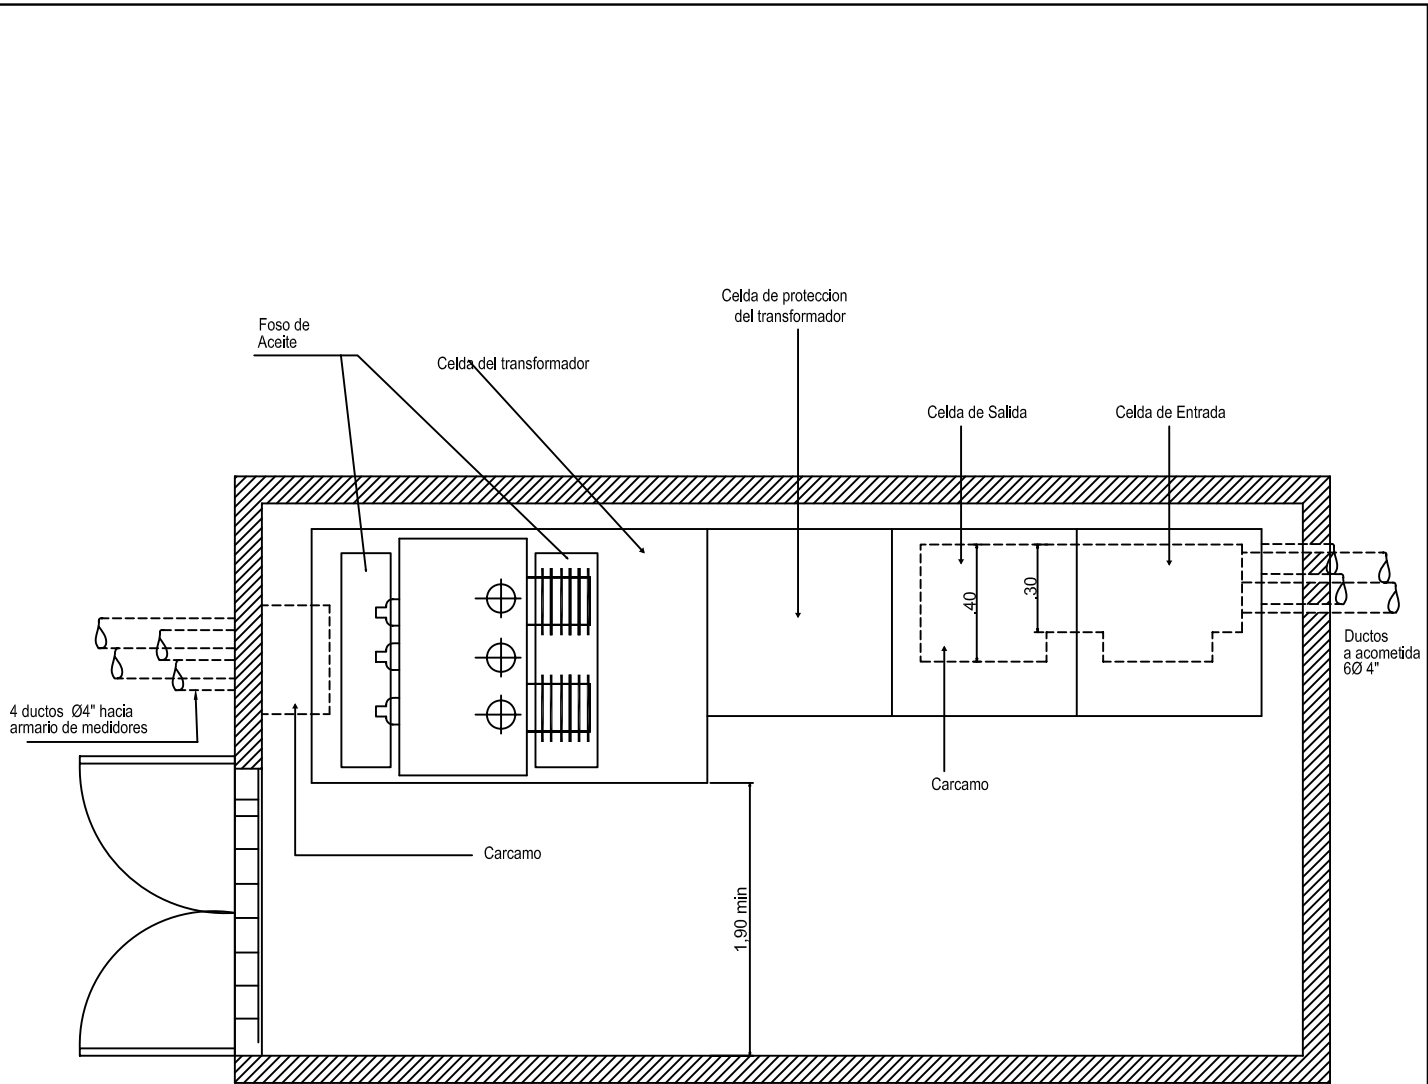 Celda de proteccion
del transformador
Foso de
Aceite
Celda del transformador
Celda de Salida
Celda de Entrada
.40
.30
Ductos
a acometida
6Ø 4"
4 ductos Ø4" hacia
armario de medidores
Carcamo
Carcamo
1,90 min